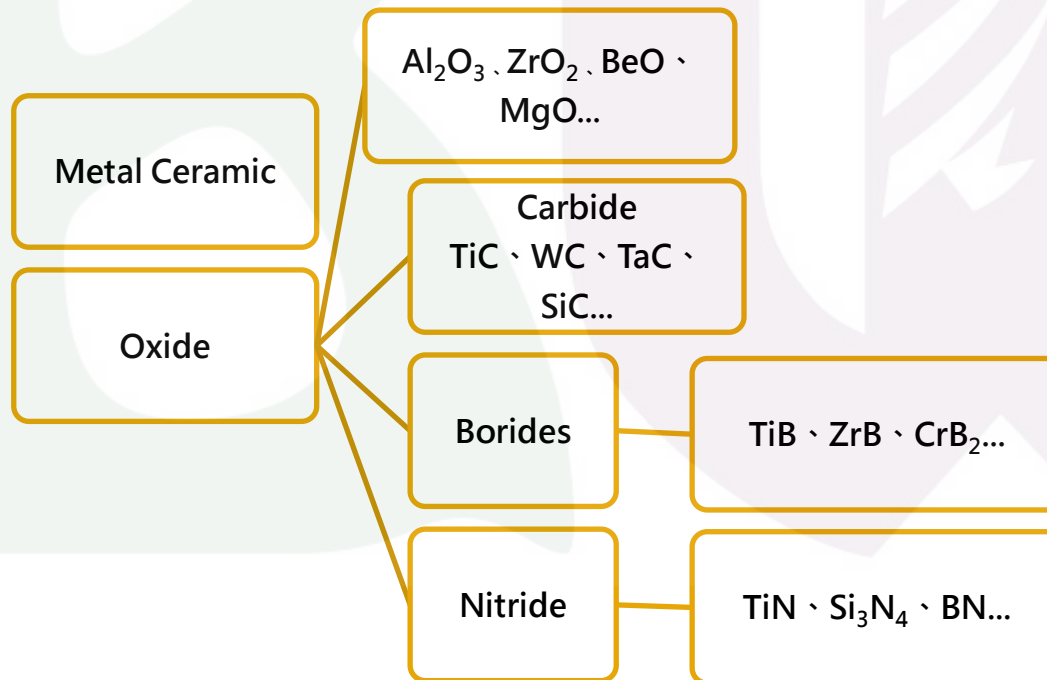 Al₂O₃、ZrO₂、BeO、
MgO...
Metal Ceramic
Carbide
TiC、WC、TaC、
SiC...
Oxide
Borides
TiB、ZrB、CrB₂...
Nitride
TiN、Si₃N₄、BN...